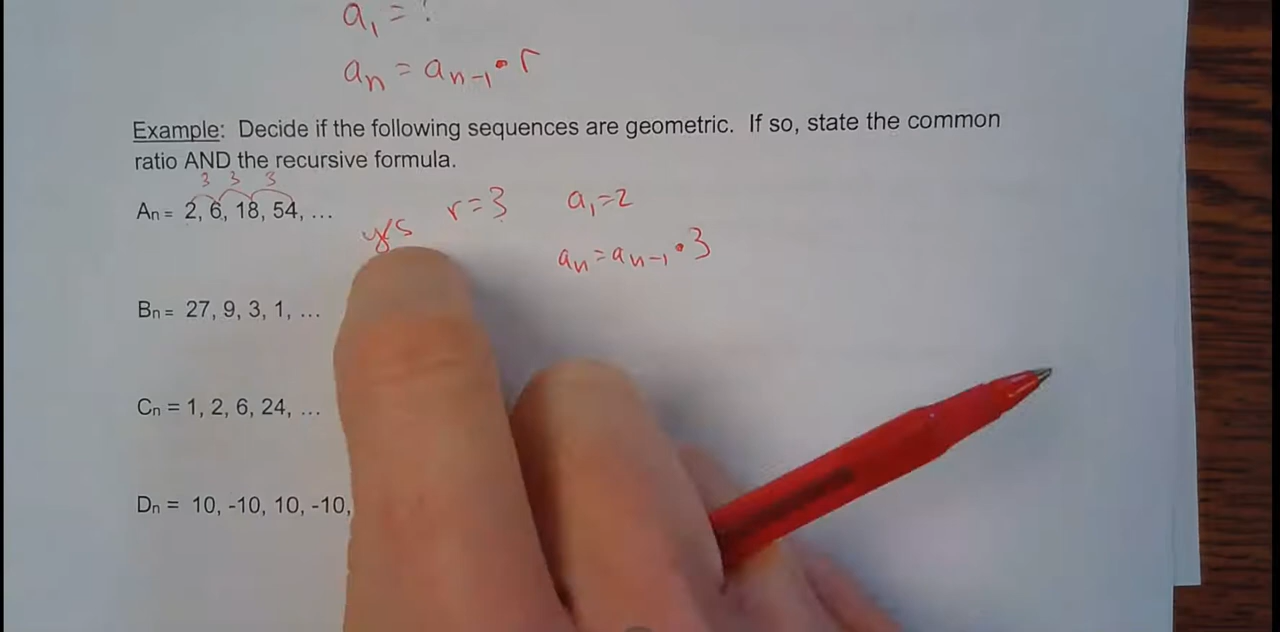 a₁ = ?
aₙ = aₙ₋₁ • r
Example: Decide if the following sequences are geometric. If so, state the common
ratio AND the recursive formula.
3 3 3
Aₙ = 2, 6, 18, 54, … yes r = 3 a₁ = 2
aₙ = aₙ₋₁ • 3
Bₙ = 27, 9, 3, 1, …
Cₙ = 1, 2, 6, 24, …
Dₙ = 10, -10, 10, -10,